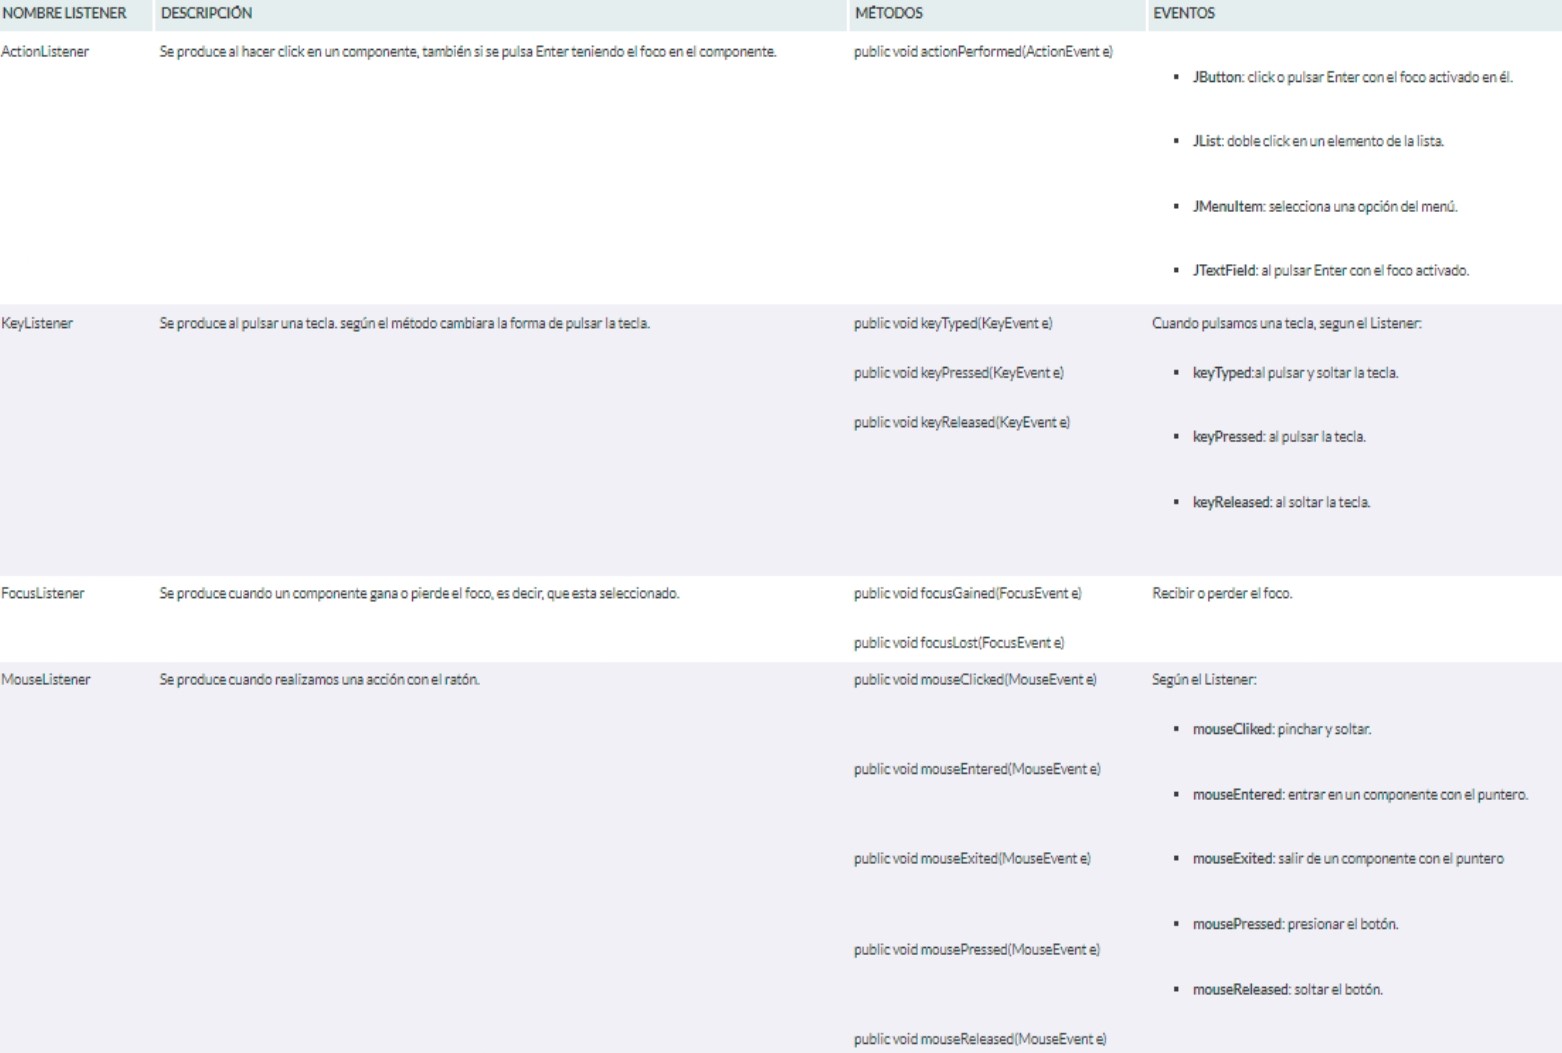 NOMBRE LISTENER DESCRIPCIÓN MÉTODOS EVENTOS
ActionListener Se produce al hacer click en un componente, también si se pulsa Enter teniendo el foco en el componente. public void actionPerformed(ActionEvent e)
▪ JButton: click o pulsar Enter con el foco activado en él.
▪ JList: doble click en un elemento de la lista.
▪ JMenuItem: selecciona una opción del menú.
▪ JTextField: al pulsar Enter con el foco activado.
KeyListener Se produce al pulsar una tecla. según el método cambiara la forma de pulsar la tecla. public void keyTyped(KeyEvent e) Cuando pulsamos una tecla, segun el Listener:
public void keyPressed(KeyEvent e) ▪ keyTyped:al pulsar y soltar la tecla.
public void keyReleased(KeyEvent e)
▪ keyPressed: al pulsar la tecla.
▪ keyReleased: al soltar la tecla.
FocusListener Se produce cuando un componente gana o pierde el foco, es decir, que esta seleccionado. public void focusGained(FocusEvent e) Recibir o perder el foco.
public void focusLost(FocusEvent e)
MouseListener Se produce cuando realizamos una acción con el ratón. public void mouseClicked(MouseEvent e) Según el Listener:
▪ mouseCliked: pinchar y soltar.
public void mouseEntered(MouseEvent e)
▪ mouseEntered: entrar en un componente con el puntero.
public void mouseExited(MouseEvent e) ▪ mouseExited: salir de un componente con el puntero
▪ mousePressed: presionar el botón.
public void mousePressed(MouseEvent e)
▪ mouseReleased: soltar el botón.
public void mouseReleased(MouseEvent e)